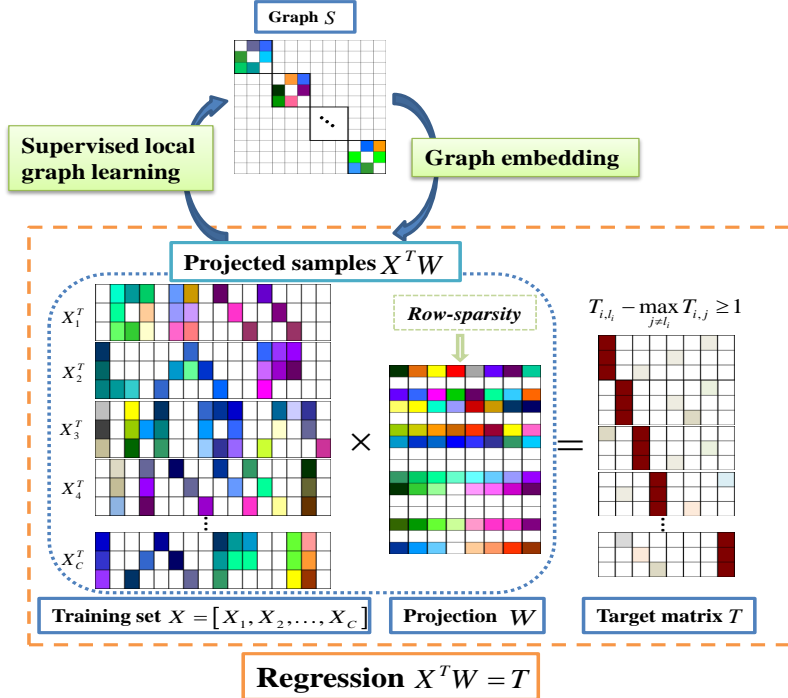 Graph S
Supervised local
graph learning
Graph embedding
Projected samples X^T W
X_1^T
X_2^T
X_3^T
X_4^T
X_C^T
Row-sparsity
×
=
T_{i,l_i} − max_{j≠l_i} T_{i,j} ≥ 1
Training set X = [X_1, X_2, ..., X_C]
Projection W
Target matrix T
Regression X^T W = T